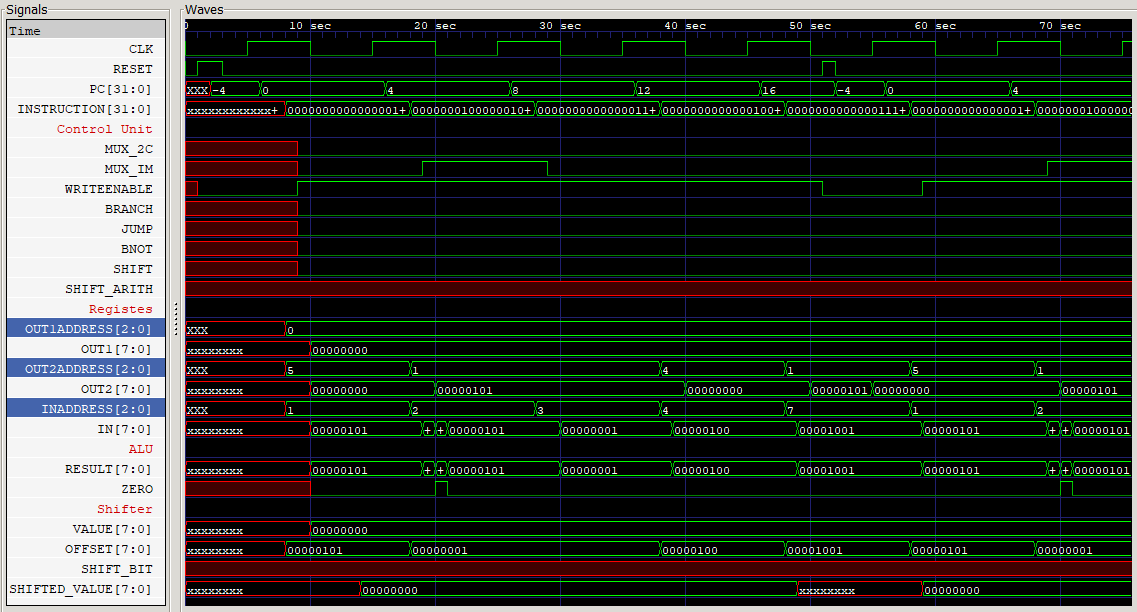 Signals Waves
Time 0 10 sec 20 sec 30 sec 40 sec 50 sec 60 sec 70 sec
CLK
RESET
PC[31:0] XXX -4 0 4 8 12 16 -4 0 4
INSTRUCTION[31:0] xxxxxxxxxxxxx+ 0000000000000001+ 0000000100000010+ 0000000000000011+ 0000000000000100+ 0000000000000111+ 0000000000000001+ 0000000100000
Control Unit
MUX_2C
MUX_IM
WRITEENABLE
BRANCH
JUMP
BNOT
SHIFT
SHIFT_ARITH
Registes
OUT1ADDRESS[2:0] XXX 0
OUT1[7:0] xxxxxxxx 00000000
OUT2ADDRESS[2:0] XXX 5 1 4 1 5 1
OUT2[7:0] xxxxxxxx 00000000 00000101 00000000 00000101 00000000 00000101
INADDRESS[2:0] XXX 1 2 3 4 7 1 2
IN[7:0] xxxxxxxx 00000101 + + 00000101 00000001 00000100 00001001 00000101 + + 00000101
ALU
RESULT[7:0] xxxxxxxx 00000101 + + 00000101 00000001 00000100 00001001 00000101 + + 00000101
ZERO
Shifter
VALUE[7:0] xxxxxxxx 00000000
OFFSET[7:0] xxxxxxxx 00000101 00000001 00000100 00001001 00000101 00000001
SHIFT_BIT
SHIFTED_VALUE[7:0] xxxxxxxx 00000000 xxxxxxxx 00000000